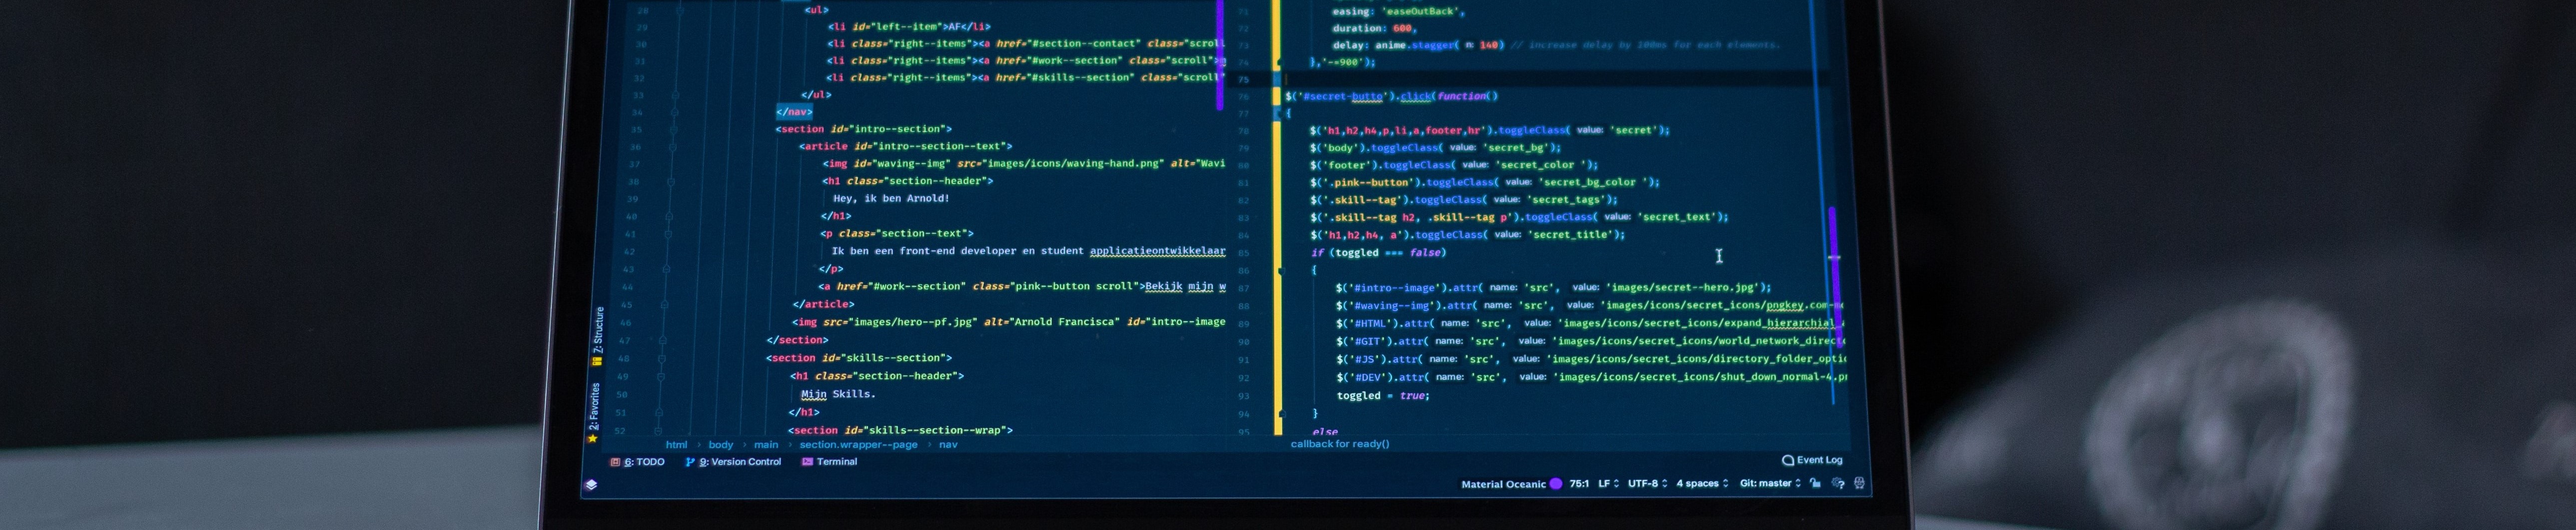 28 <ul>
29 <li id="left--item">AF</li>
30 <li class="right--items"><a href="#section--contact" class="scroll
31 <li class="right--items"><a href="#work--section" class="scroll">
32 <li class="right--items"><a href="#skills--section" class="scroll"
33 </ul>
34 </nav>
35 <section id="intro--section">
36 <article id="intro--section--text">
37 <img id="waving--img" src="images/icons/waving-hand.png" alt="Wavi
38 <h1 class="section--header">
39 Hey, ik ben Arnold!
40 </h1>
41 <p class="section--text">
42 Ik ben een front-end developer en student applicatieontwikkelaar
43 </p>
44 <a href="#work--section" class="pink--button scroll">Bekijk mijn w
45 </article>
46 <img src="images/hero--pf.jpg" alt="Arnold Francisca" id="intro--image
47 </section>
48 <section id="skills--section">
49 <h1 class="section--header">
50 Mijn Skills.
51 </h1>
52 <section id="skills--section--wrap">
html › body › main › section.wrapper--page › nav
71 easing: 'easeOutBack',
72 duration: 600,
73 delay: anime.stagger( n: 140) // increase delay by 100ms for each elements.
74 },'-=900');
75
76 $('#secret-butto').click(function()
77 {
78 $('h1,h2,h4,p,li,a,footer,hr').toggleClass( value: 'secret');
79 $('body').toggleClass( value: 'secret_bg');
80 $('footer').toggleClass( value: 'secret_color ');
81 $('.pink--button').toggleClass( value: 'secret_bg_color ');
82 $('.skill--tag').toggleClass( value: 'secret_tags');
83 $('.skill--tag h2, .skill--tag p').toggleClass( value: 'secret_text');
84 $('h1,h2,h4, a').toggleClass( value: 'secret_title');
85 if (toggled === false)
86 {
87 $('#intro--image').attr( name: 'src', value: 'images/secret--hero.jpg');
88 $('#waving--img').attr( name: 'src', value: 'images/icons/secret_icons/pngkey.com-
89 $('#HTML').attr( name: 'src', value: 'images/icons/secret_icons/expand_hierarchial_
90 $('#GIT').attr( name: 'src', value: 'images/icons/secret_icons/world_network_direct
91 $('#JS').attr( name: 'src', value: 'images/icons/secret_icons/directory_folder_optio
92 $('#DEV').attr( name: 'src', value: 'images/icons/secret_icons/shut_down_normal-4.pn
93 toggled = true;
94 }
95 else
callback for ready()
7: Structure
2: Favorites
6: TODO 9: Version Control Terminal
Event Log
Material Oceanic 75:1 LF UTF-8 4 spaces Git: master